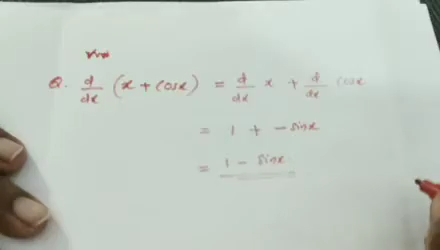 Q. d/dx (x + cosx) = d/dx x + d/dx cosx
= 1 + - sinx
= 1 - sinx